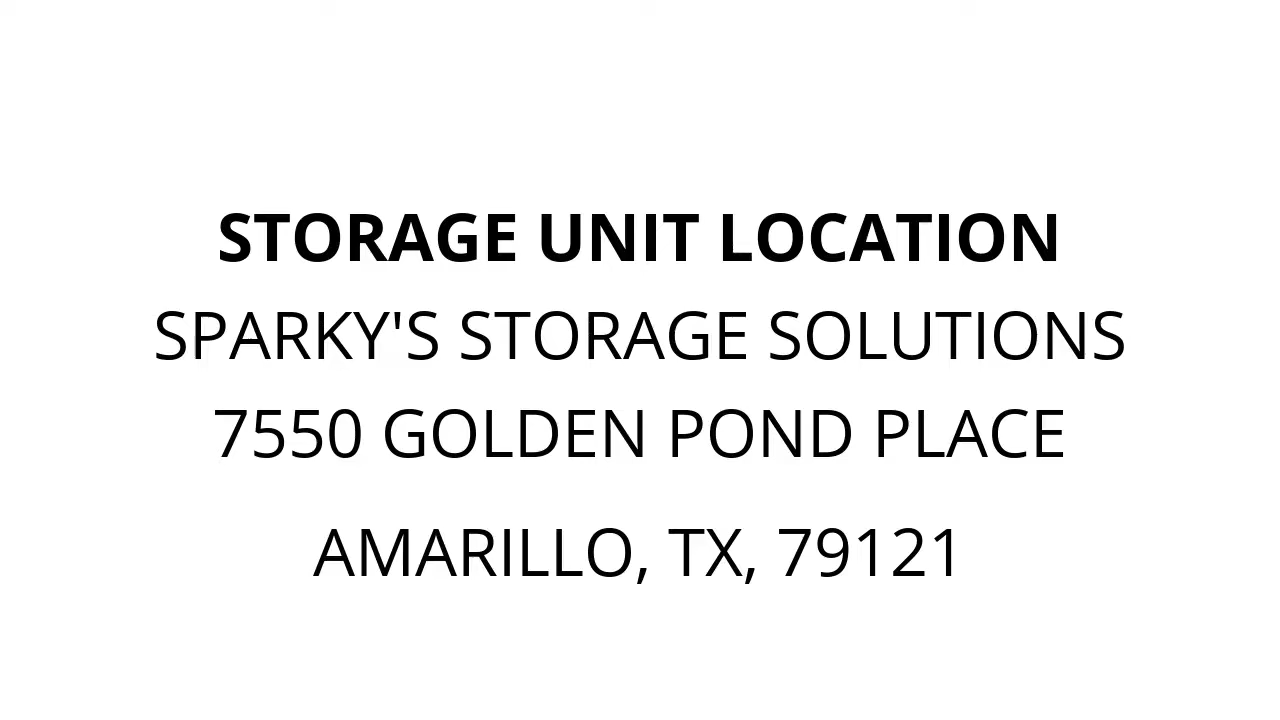 STORAGE UNIT LOCATION
SPARKY'S STORAGE SOLUTIONS
7550 GOLDEN POND PLACE
AMARILLO, TX, 79121